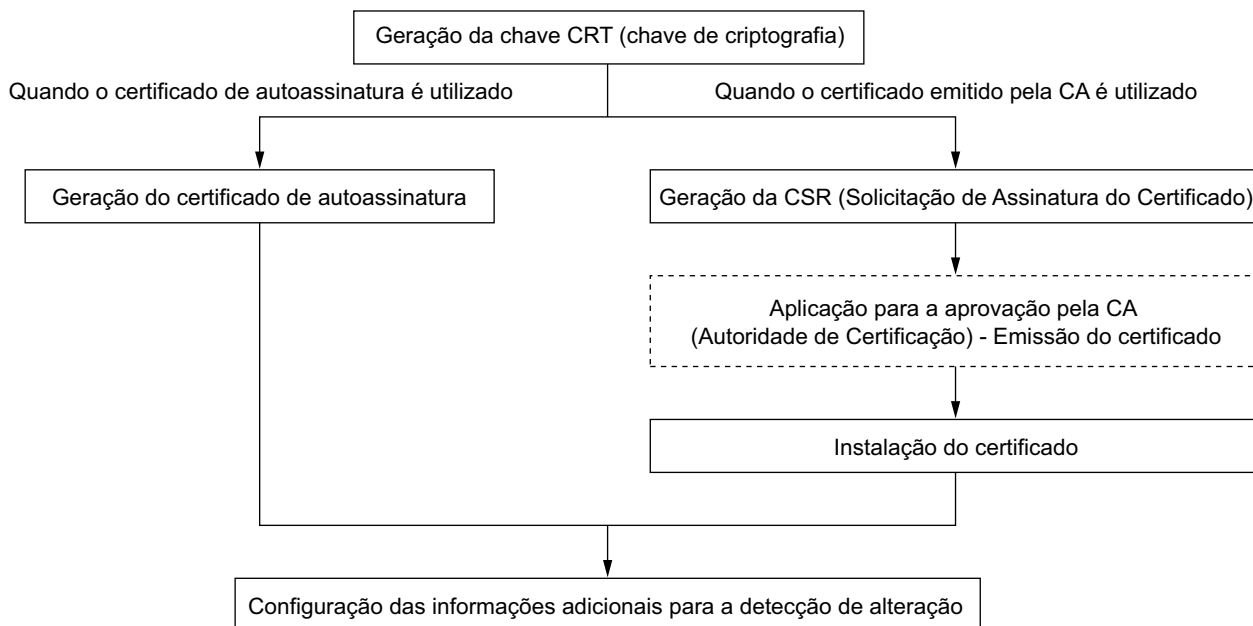 Geração da chave CRT (chave de criptografia)
Quando o certificado de autoassinatura é utilizado
Quando o certificado emitido pela CA é utilizado
Geração do certificado de autoassinatura
Geração da CSR (Solicitação de Assinatura do Certificado)
Aplicação para a aprovação pela CA
(Autoridade de Certificação) - Emissão do certificado
Instalação do certificado
Configuração das informações adicionais para a detecção de alteração